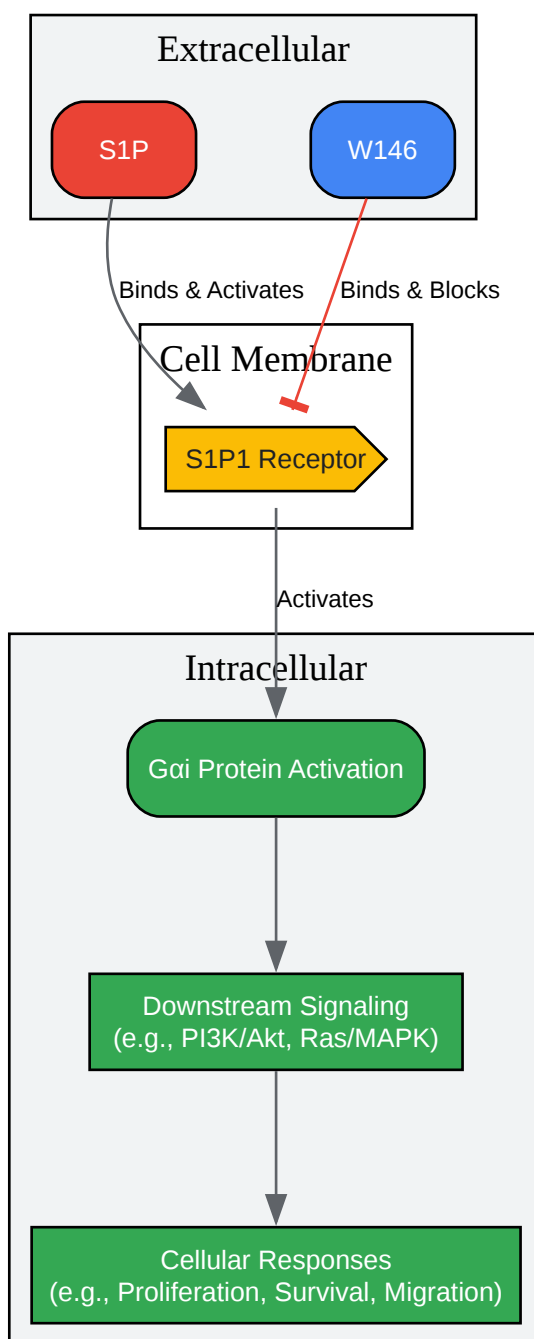 Extracellular
S1P
W146
Binds & Activates
Binds & Blocks
Cell Membrane
S1P1 Receptor
Activates
Intracellular
Gαi Protein Activation
Downstream Signaling
(e.g., PI3K/Akt, Ras/MAPK)
Cellular Responses
(e.g., Proliferation, Survival, Migration)